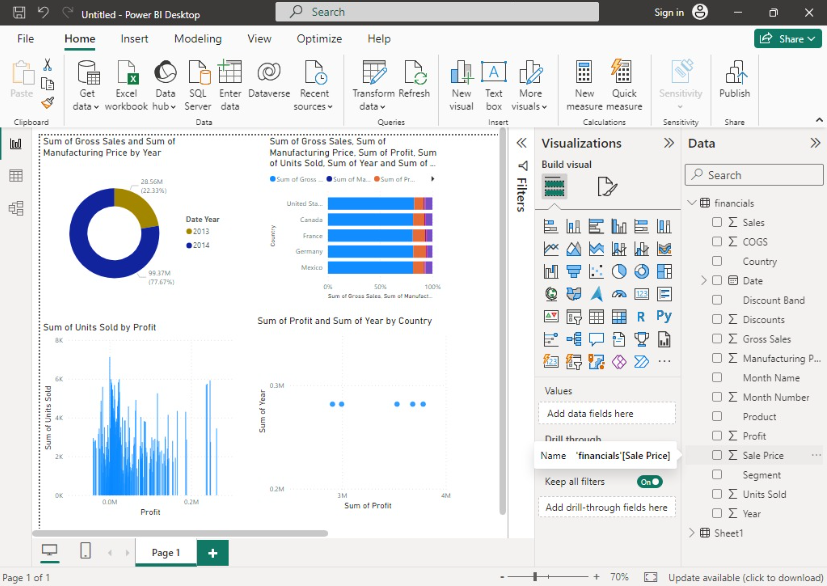 Untitled - Power BI Desktop
Search
Sign in
File
Home
Insert
Modeling
View
Optimize
Help
Share
Paste
Get data
Excel workbook
Data hub
SQL Server
Enter data
Dataverse
Recent sources
Transform data
Refresh
New visual
Text box
More visuals
New measure
Quick measure
Sensitivity
Publish
Clipboard
Data
Queries
Insert
Calculations
Sensitivity
Share
Sum of Gross Sales and Sum of
Manufacturing Price by Year
28.56M
(22.33%)
Date Year
2013
2014
99.37M
(77.67%)
Sum of Gross Sales, Sum of
Manufacturing Price, Sum of Profit, Sum
of Units Sold, Sum of Year and Sum of ...
Sum of Gross ...
Sum of Ma...
Sum of Pr...
Country
United Sta...
Canada
France
Germany
Mexico
0%
50%
100%
Sum of Gross Sales, Sum of Manufact...
Sum of Units Sold by Profit
Sum of Units Sold
8K
6K
4K
2K
0K
0.0M
0.2M
Profit
Sum of Profit and Sum of Year by Country
Sum of Year
0.3M
0.2M
3M
4M
Sum of Profit
Filters
Visualizations
Build visual
R
Py
123
Values
Add data fields here
Drill through
Name 'financials'[Sale Price]
Keep all filters
On
Add drill-through fields here
Data
Search
financials
Sales
COGS
Country
Date
Discount Band
Discounts
Gross Sales
Manufacturing P...
Month Name
Month Number
Product
Profit
Sale Price
Segment
Units Sold
Year
Sheet1
Page 1
Page 1 of 1
70%
Update available (click to download)